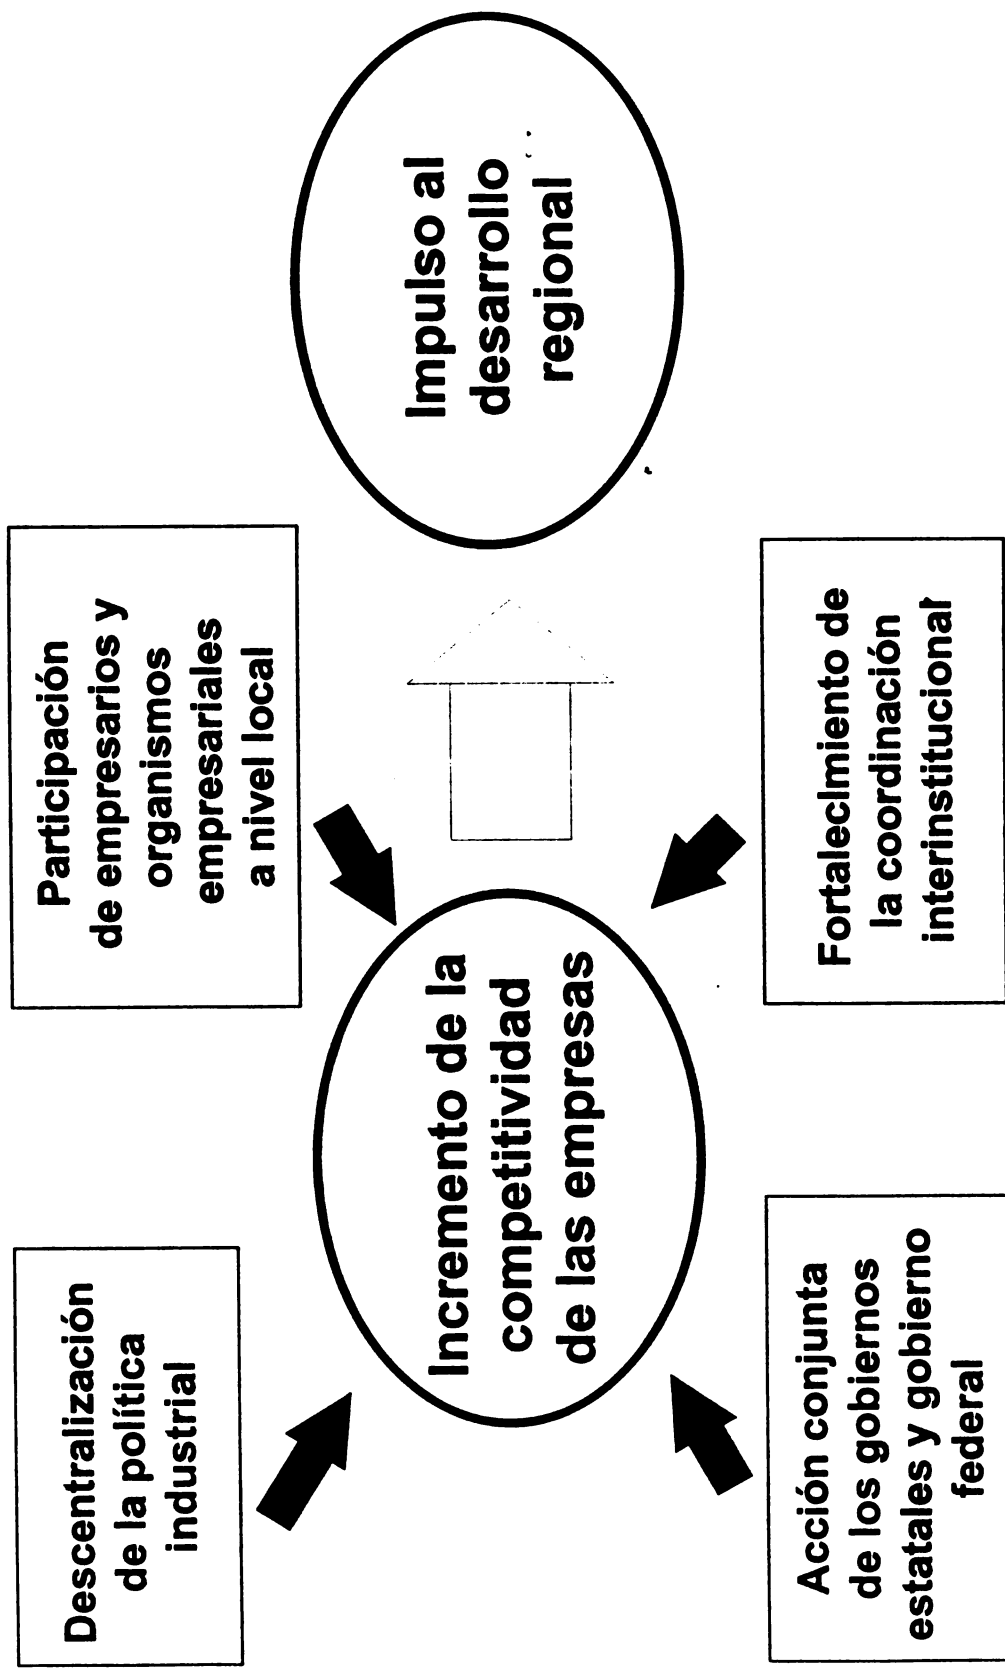 Descentralización
de la política
industrial
Participación
de empresarios y
organismos
empresariales
a nivel local
Incremento de la
competitividad
de las empresas
Impulso al
desarrollo
regional
Acción conjunta
de los gobiernos
estatales y gobierno
federal
Fortalecimiento de
la coordinación
interinstitucional